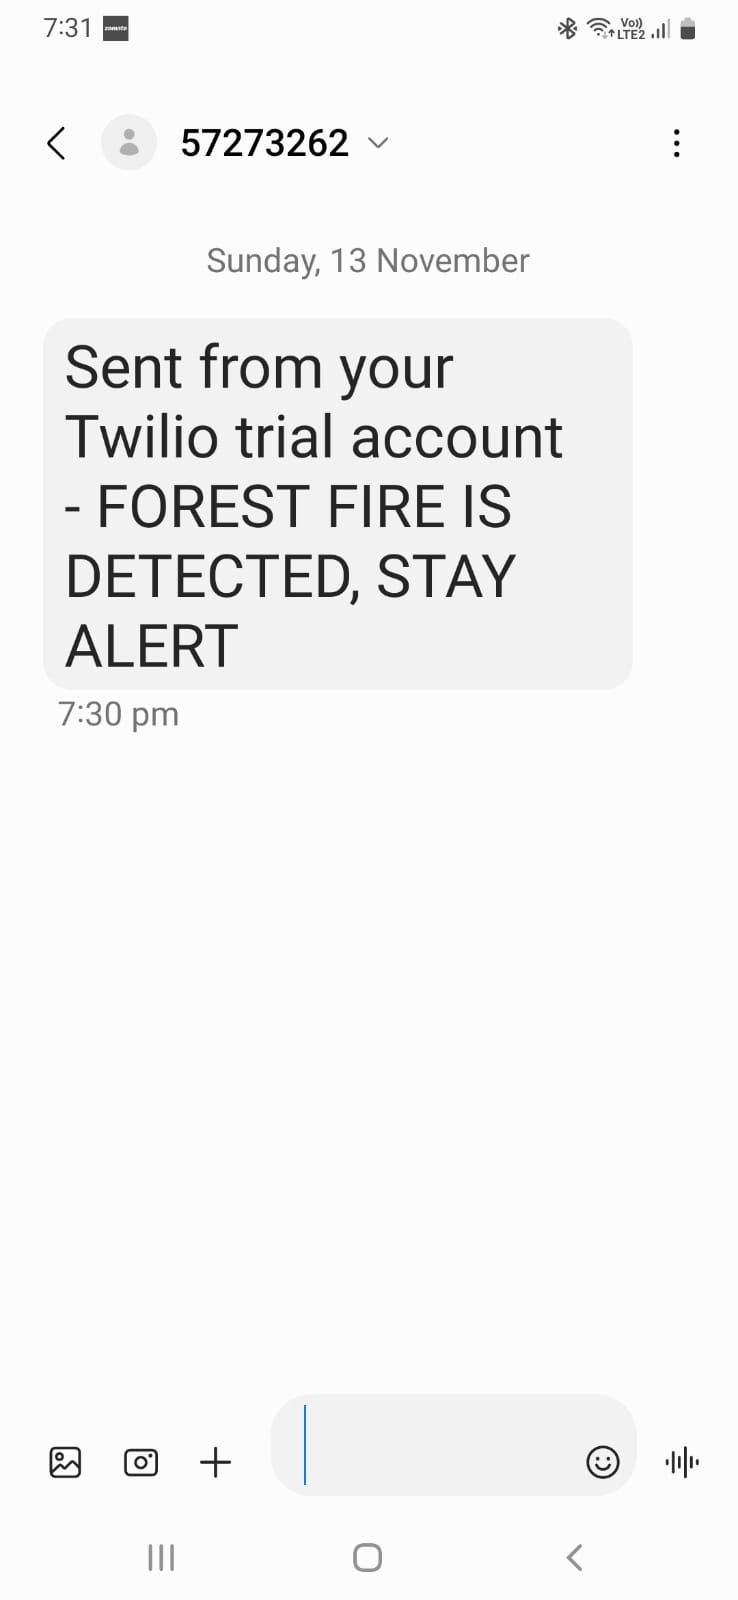 7:31 zomato Vo)) LTE2
57273262
Sunday, 13 November
Sent from your
Twilio trial account
- FOREST FIRE IS
DETECTED, STAY
ALERT
7:30 pm